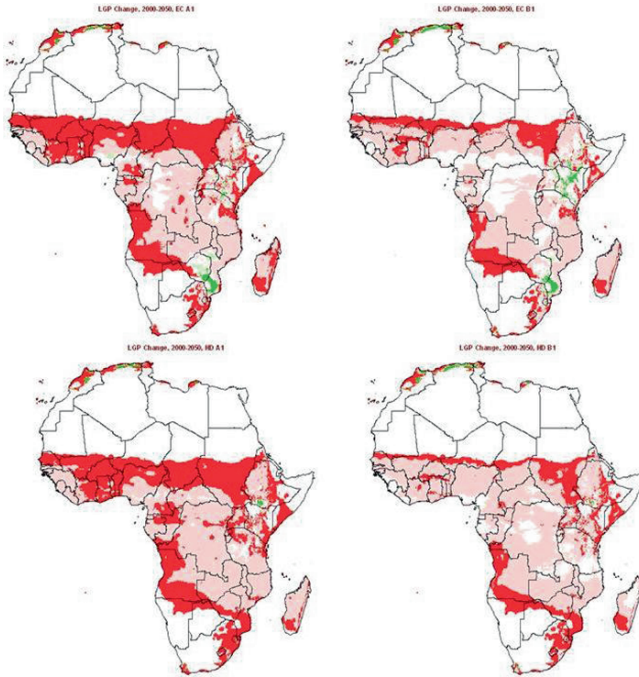 LGP Change, 2000-2050, EC A1
LGP Change, 2000-2050, EC B1
LGP Change, 2000-2050, HD A1
LGP Change, 2000-2050, HD B1